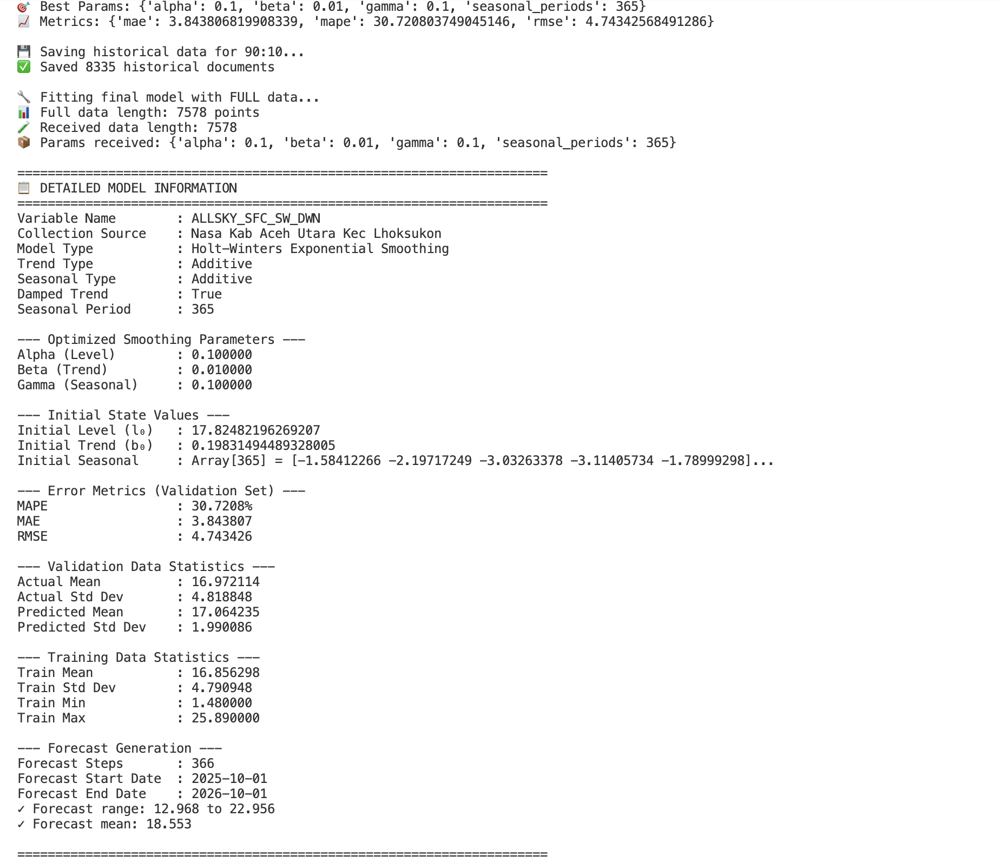 🎯 Best Params: {'alpha': 0.1, 'beta': 0.01, 'gamma': 0.1, 'seasonal_periods': 365}
📈 Metrics: {'mae': 3.843806819908339, 'mape': 30.720803749045146, 'rmse': 4.74342568491286}

💾 Saving historical data for 90:10...
✅ Saved 8335 historical documents

🔧 Fitting final model with FULL data...
📊 Full data length: 7578 points
🧪 Received data length: 7578
📦 Params received: {'alpha': 0.1, 'beta': 0.01, 'gamma': 0.1, 'seasonal_periods': 365}

======================================================================
📋 DETAILED MODEL INFORMATION
======================================================================
Variable Name        : ALLSKY_SFC_SW_DWN
Collection Source    : Nasa Kab Aceh Utara Kec Lhoksukon
Model Type           : Holt-Winters Exponential Smoothing
Trend Type           : Additive
Seasonal Type        : Additive
Damped Trend         : True
Seasonal Period      : 365

--- Optimized Smoothing Parameters ---
Alpha (Level)        : 0.100000
Beta (Trend)         : 0.010000
Gamma (Seasonal)     : 0.100000

--- Initial State Values ---
Initial Level (l₀)   : 17.82482196269207
Initial Trend (b₀)   : 0.19831494489328005
Initial Seasonal     : Array[365] = [-1.58412266 -2.19717249 -3.03263378 -3.11405734 -1.78999298]...

--- Error Metrics (Validation Set) ---
MAPE                 : 30.7208%
MAE                  : 3.843807
RMSE                 : 4.743426

--- Validation Data Statistics ---
Actual Mean          : 16.972114
Actual Std Dev       : 4.818848
Predicted Mean       : 17.064235
Predicted Std Dev    : 1.990086

--- Training Data Statistics ---
Train Mean           : 16.856298
Train Std Dev        : 4.790948
Train Min            : 1.480000
Train Max            : 25.890000

--- Forecast Generation ---
Forecast Steps       : 366
Forecast Start Date  : 2025-10-01
Forecast End Date    : 2026-10-01
✓ Forecast range: 12.968 to 22.956
✓ Forecast mean: 18.553

======================================================================